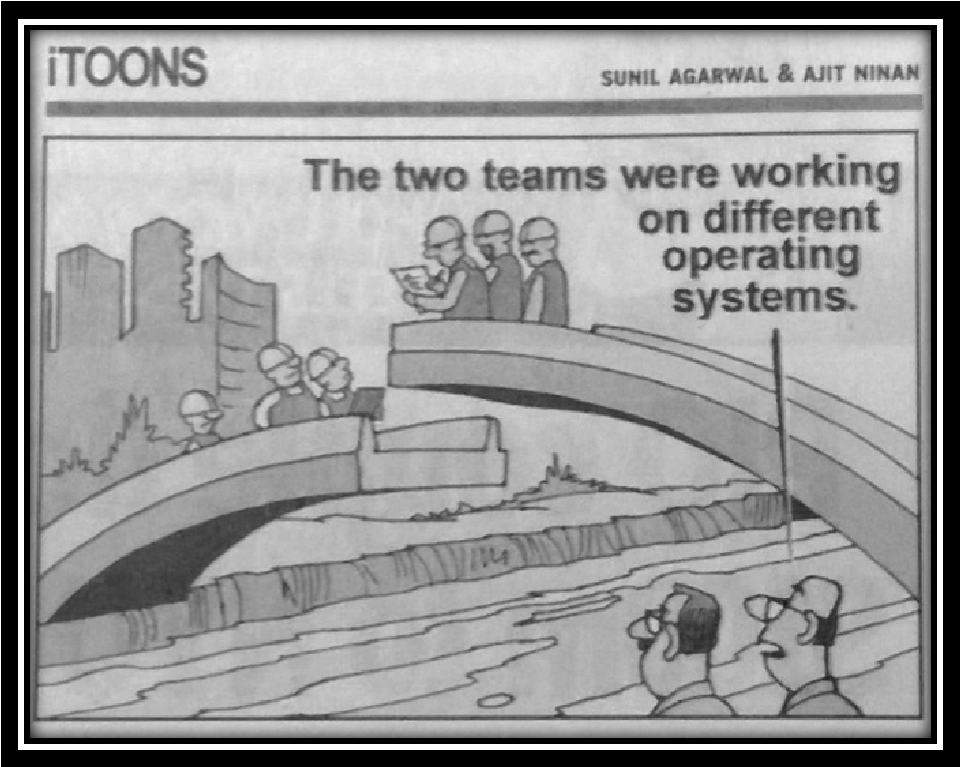 iTOONS
SUNIL AGARWAL & AJIT NINAN
The two teams were working
on different
operating
systems.